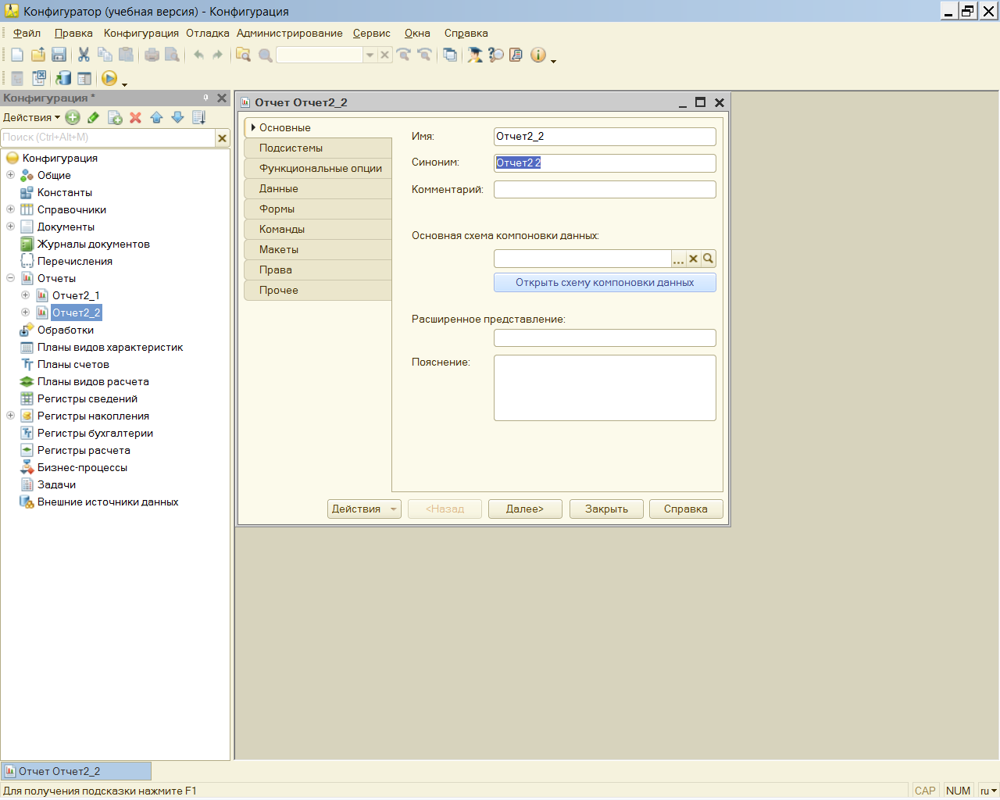 Конфигуратор (учебная версия) - Конфигурация
Файл Правка Конфигурация Отладка Администрирование Сервис Окна Справка
Конфигурация *
Действия
Поиск (Ctrl+Alt+M)
Конфигурация
Общие
Константы
Справочники
Документы
Журналы документов
Перечисления
Отчеты
Отчет2_1
Отчет2_2
Обработки
Планы видов характеристик
Планы счетов
Планы видов расчета
Регистры сведений
Регистры накопления
Регистры бухгалтерии
Регистры расчета
Бизнес-процессы
Задачи
Внешние источники данных
Отчет Отчет2_2
Основные
Подсистемы
Функциональные опции
Данные
Формы
Команды
Макеты
Права
Прочее
Имя: Отчет2_2
Синоним: Отчет2 2
Комментарий:
Основная схема компоновки данных:
...
Открыть схему компоновки данных
Расширенное представление:
Пояснение:
Действия <Назад Далее> Закрыть Справка
Отчет Отчет2_2
Для получения подсказки нажмите F1 CAP NUM ru